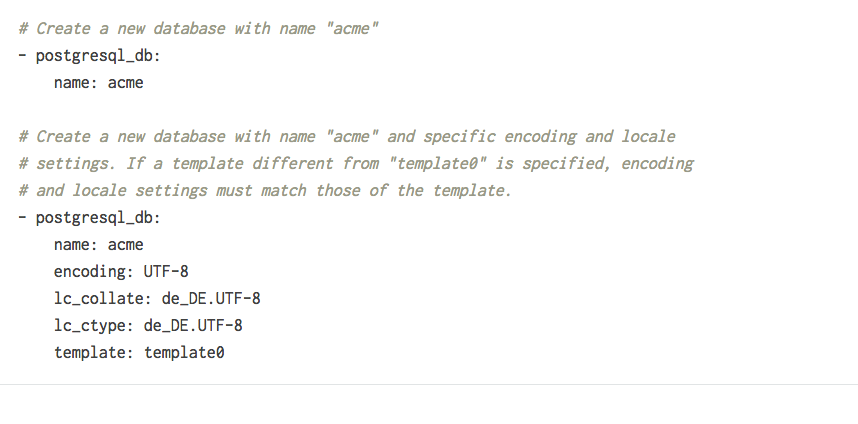 # Create a new database with name "acme"
- postgresql_db:
    name: acme

# Create a new database with name "acme" and specific encoding and locale
# settings. If a template different from "template0" is specified, encoding
# and locale settings must match those of the template.
- postgresql_db:
    name: acme
    encoding: UTF-8
    lc_collate: de_DE.UTF-8
    lc_ctype: de_DE.UTF-8
    template: template0